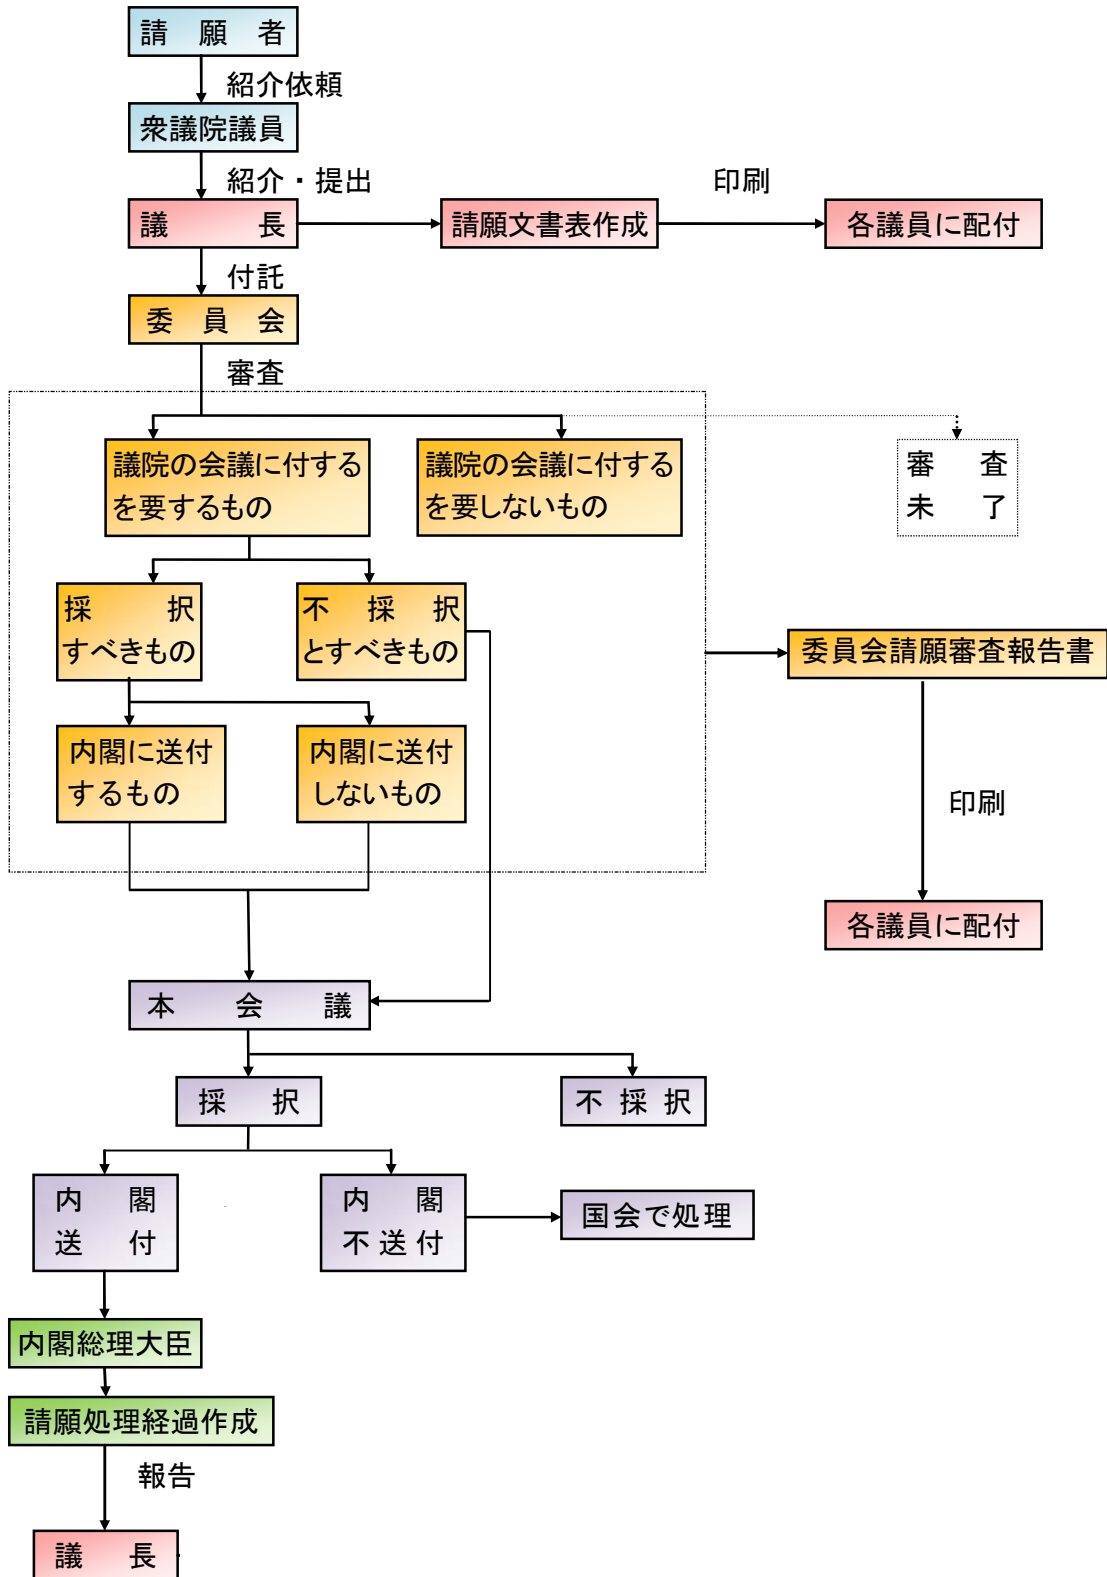 請願者
紹介依頼
衆議院議員
紹介・提出
印刷
議長
請願文書表作成
各議員に配付
付託
委員会
審査
議院の会議に付する
を要するもの
議院の会議に付する
を要しないもの
審査
未了
採択
すべきもの
不採択
とすべきもの
委員会請願審査報告書
内閣に送付
するもの
内閣に送付
しないもの
印刷
各議員に配付
本会議
採択
不採択
内閣
送付
内閣
不送付
国会で処理
内閣総理大臣
請願処理経過作成
報告
議長